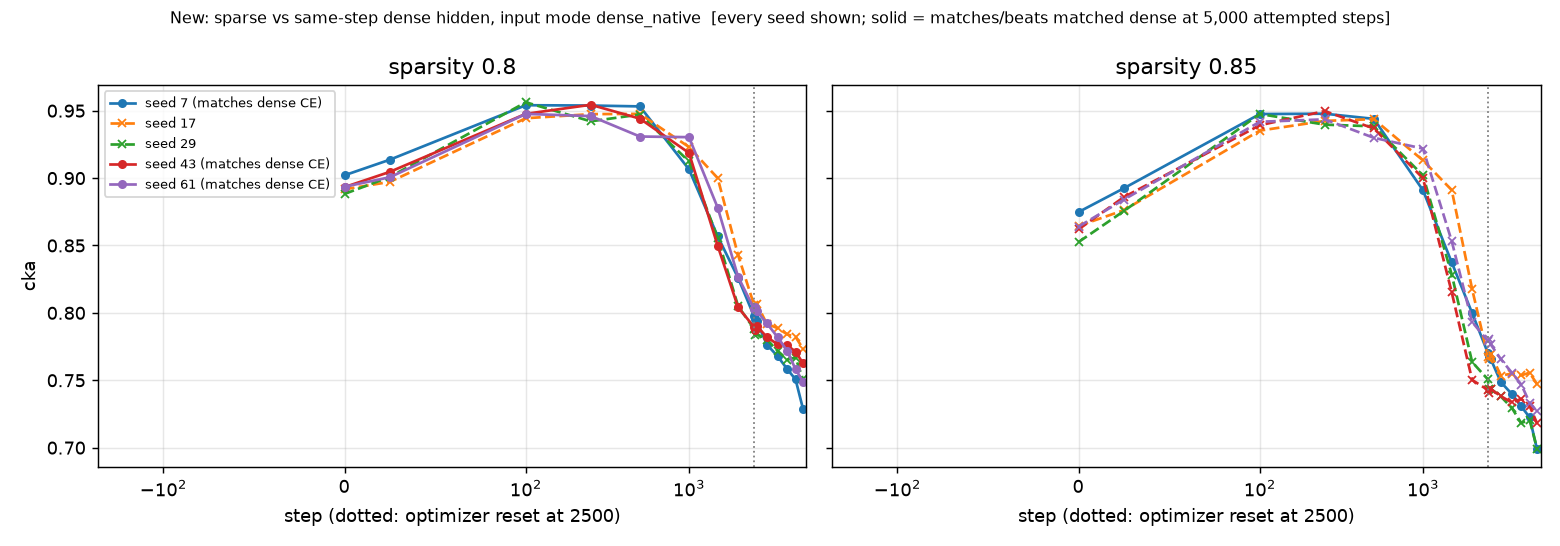 New: sparse vs same-step dense hidden, input mode dense_native  [every seed shown; solid = matches/beats matched dense at 5,000 attempted steps]
sparsity 0.8
sparsity 0.85
seed 7 (matches dense CE)
seed 17
seed 29
seed 43 (matches dense CE)
seed 61 (matches dense CE)
cka
0.95
0.90
0.85
0.80
0.75
0.70
−10²
0
10²
10³
−10²
0
10²
10³
step (dotted: optimizer reset at 2500)
step (dotted: optimizer reset at 2500)